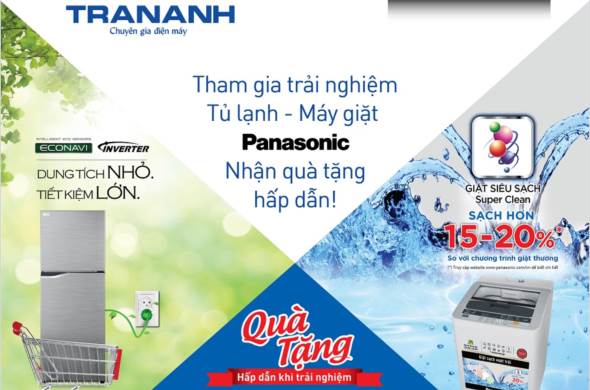 TRANANH
Chuyên gia điện máy
Tham gia trải nghiệm
Tủ lạnh - Máy giặt
Panasonic
Nhận quà tặng
hấp dẫn!
ECONAVI INVERTER
DUNG TÍCH NHỎ.
TIẾT KIỆM LỚN.
GIẶT SIÊU SẠCH
Super Clean
SẠCH HƠN
15-20%*
So với chương trình giặt thường
Quà
Tặng
Hấp dẫn khi trải nghiệm